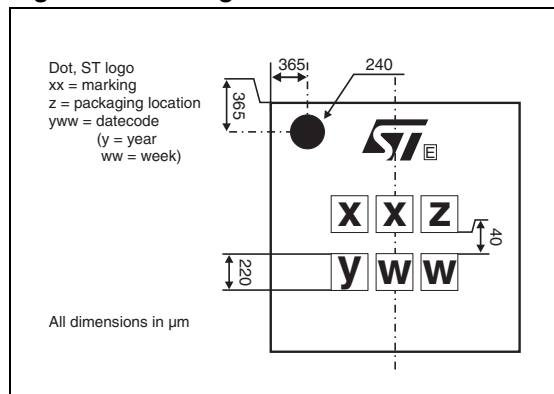 Dot, ST logo
xx = marking
z = packaging location
yww = datecode
(y = year
ww = week)
365
240
365
ST
E
x x z
40
y w w
220
All dimensions in µm